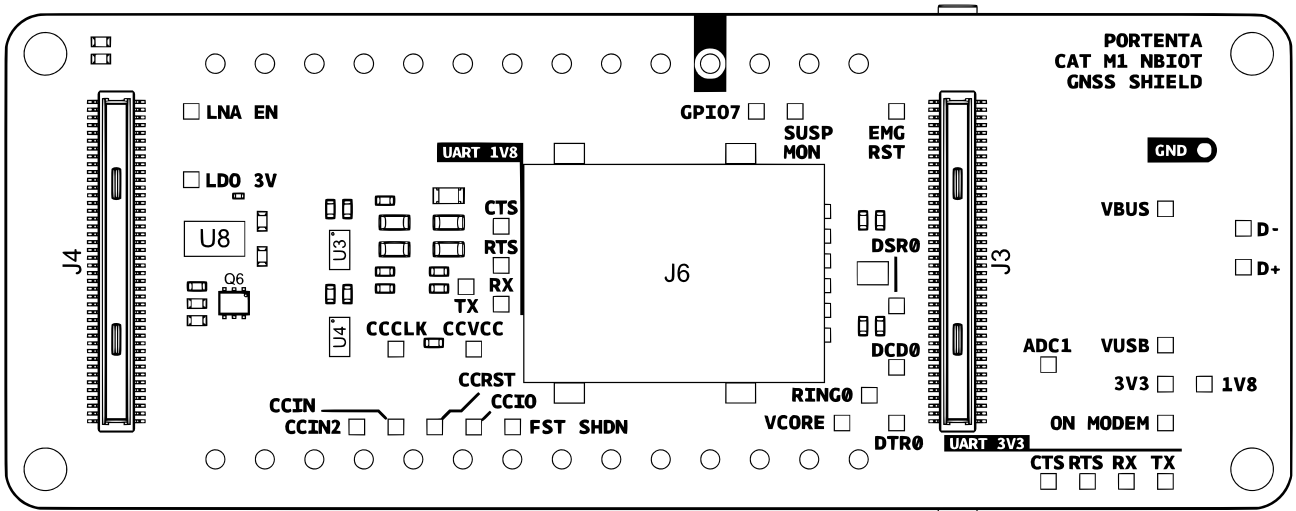 PORTENTA
CAT M1 NBIOT
GNSS SHIELD
LNA EN
GPIO7
SUSP
MON
EMG
RST
UART 1V8
GND
LDO 3V
CTS
VBUS
U8
U3
RTS
DSR0
D-
J4
J6
J3
D+
Q6
RX
TX
U4
CCCLK
CCVCC
DCD0
ADC1
VUSB
CCRST
3V3
1V8
CCIN
CCIO
RING0
CCIN2
FST SHDN
VCORE
DTR0
ON MODEM
UART 3V3
CTS RTS RX TX